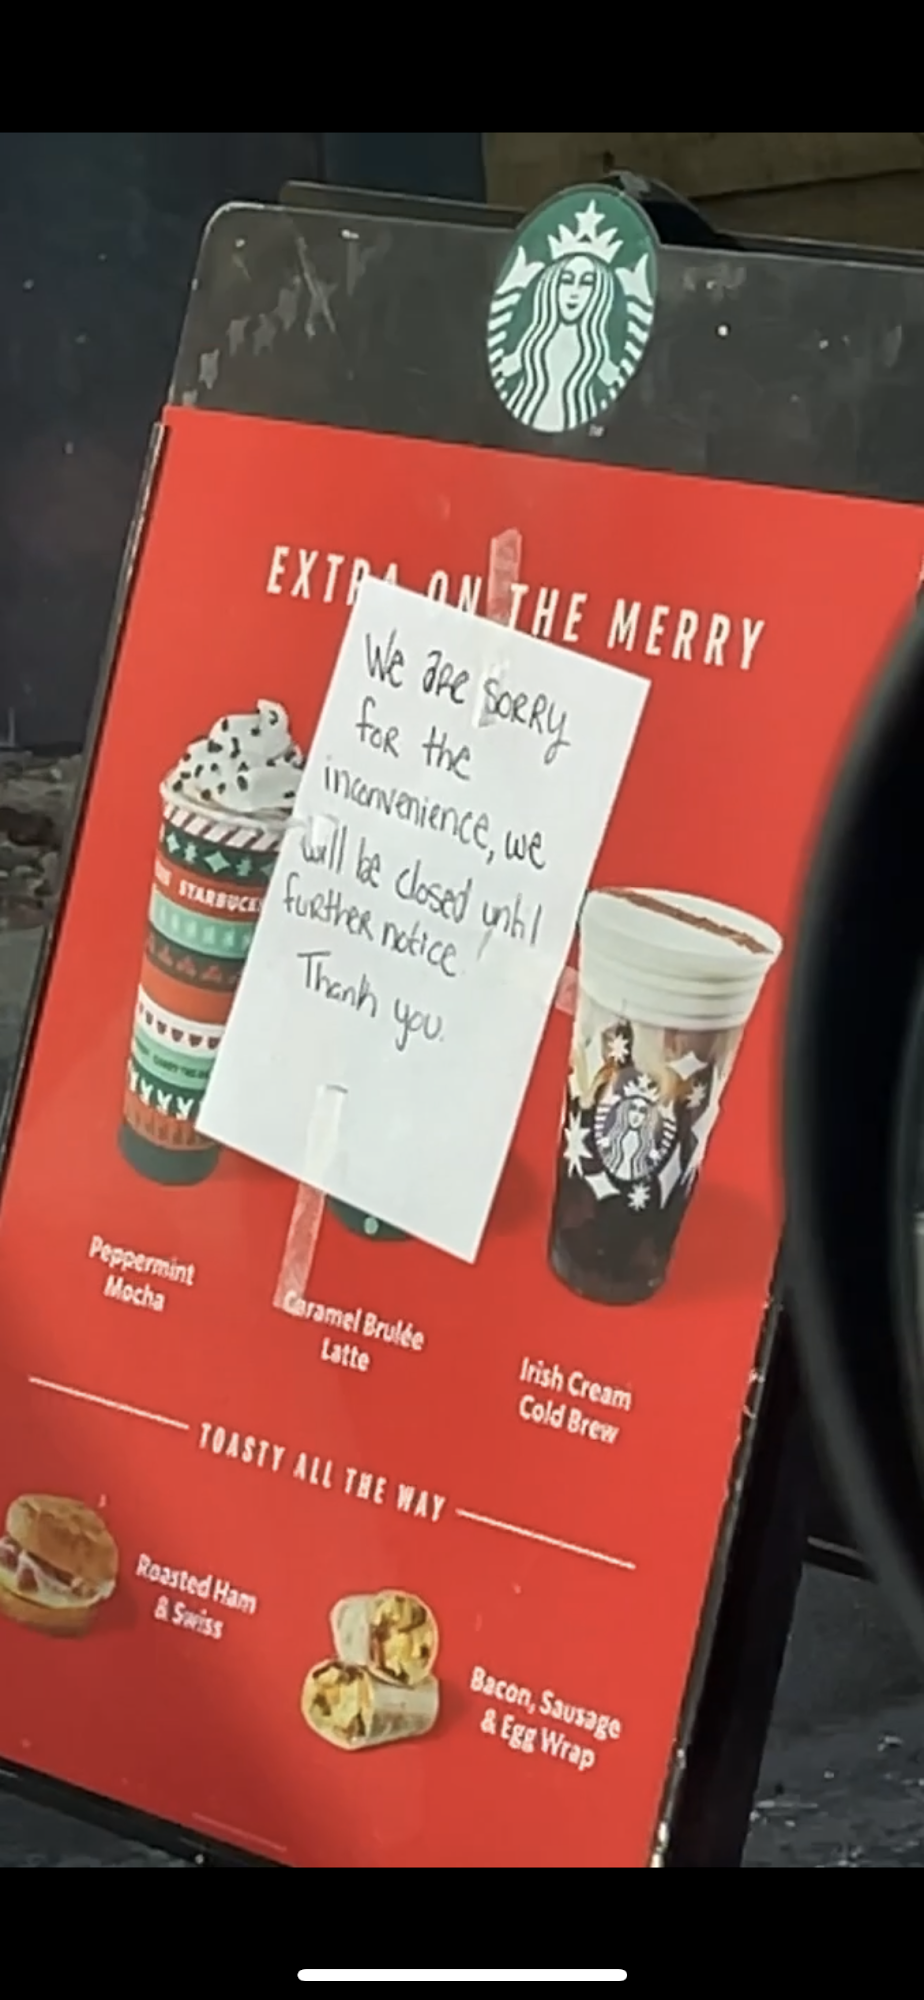 EXTRA ON THE MERRY
We are SORRY
for the
inconvenience, we
will be closed until
further notice!
Thank you.
STARBUCKS
Peppermint
Mocha
Caramel Brulée
Latte
Irish Cream
Cold Brew
TOASTY ALL THE WAY
Roasted Ham
& Swiss
Bacon, Sausage
& Egg Wrap